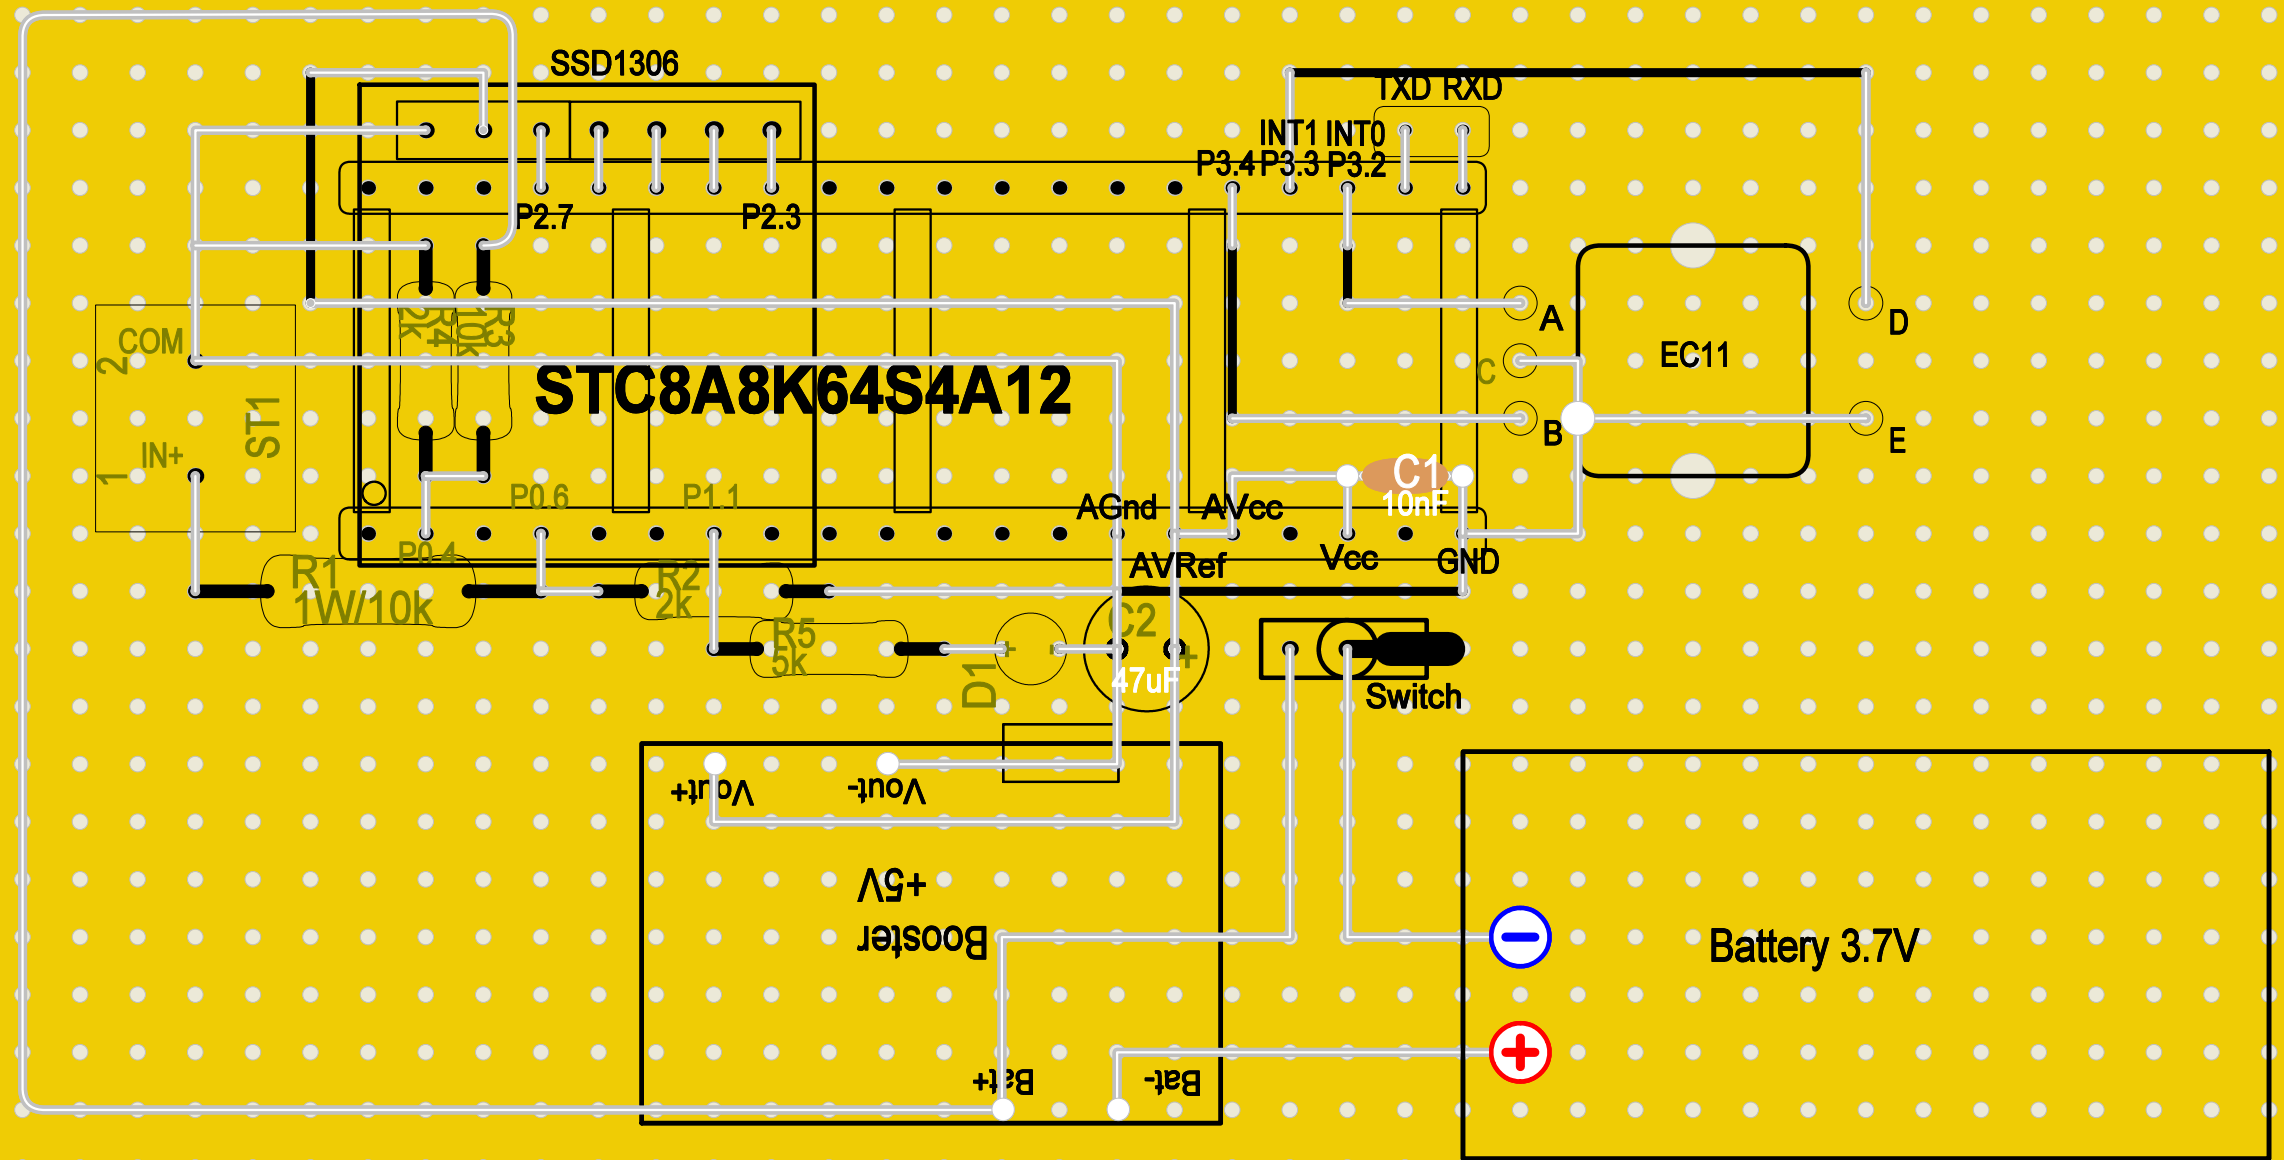 SSD1306
TXD RXD
INT1 INT0
P3.4 P3.3 P3.2
P2.7
P2.3
A
D
C
EC11
B
E
COM
2
ST1
IN+
1
R4
2k
R3
10k
STC8A8K64S4A12
P0.6
P1.1
AGnd
AVcc
C1
10nF
P0.4
AVRef
Vcc
GND
R1
1W/10k
R2
2k
R5
5k
D1
+
-
C2
+
47uF
Switch
Vout+
Vout-
+5V
Booster
Bat+
Bat-
Battery 3.7V
−
+